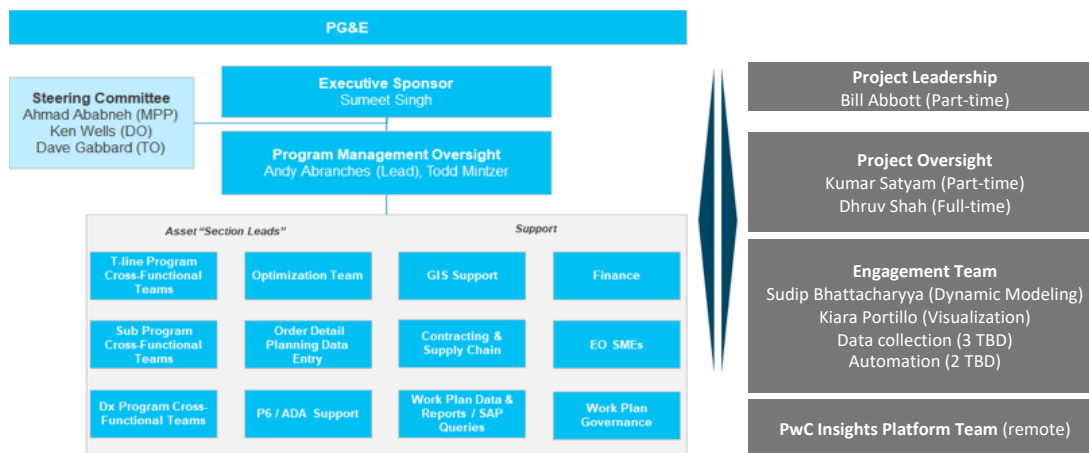 PG&E
Executive Sponsor
Sumeet Singh
Steering Committee
Ahmad Ababneh (MPP)
Ken Wells (DO)
Dave Gabbard (TO)
Program Management Oversight
Andy Abranches (Lead), Todd Mintzer
Asset "Section Leads"
Support
T-line Program
Cross-Functional
Teams
Optimization Team
GIS Support
Finance
Sub Program
Cross-Functional
Teams
Order Detail
Planning Data
Entry
Contracting &
Supply Chain
EO SMEs
Dx Program Cross-
Functional Teams
P6 / ADA Support
Work Plan Data &
Reports / SAP
Queries
Work Plan
Governance
Project Leadership
Bill Abbott (Part-time)
Project Oversight
Kumar Satyam (Part-time)
Dhruv Shah (Full-time)
Engagement Team
Sudip Bhattacharyya (Dynamic Modeling)
Kiara Portillo (Visualization)
Data collection (3 TBD)
Automation (2 TBD)
PwC Insights Platform Team (remote)